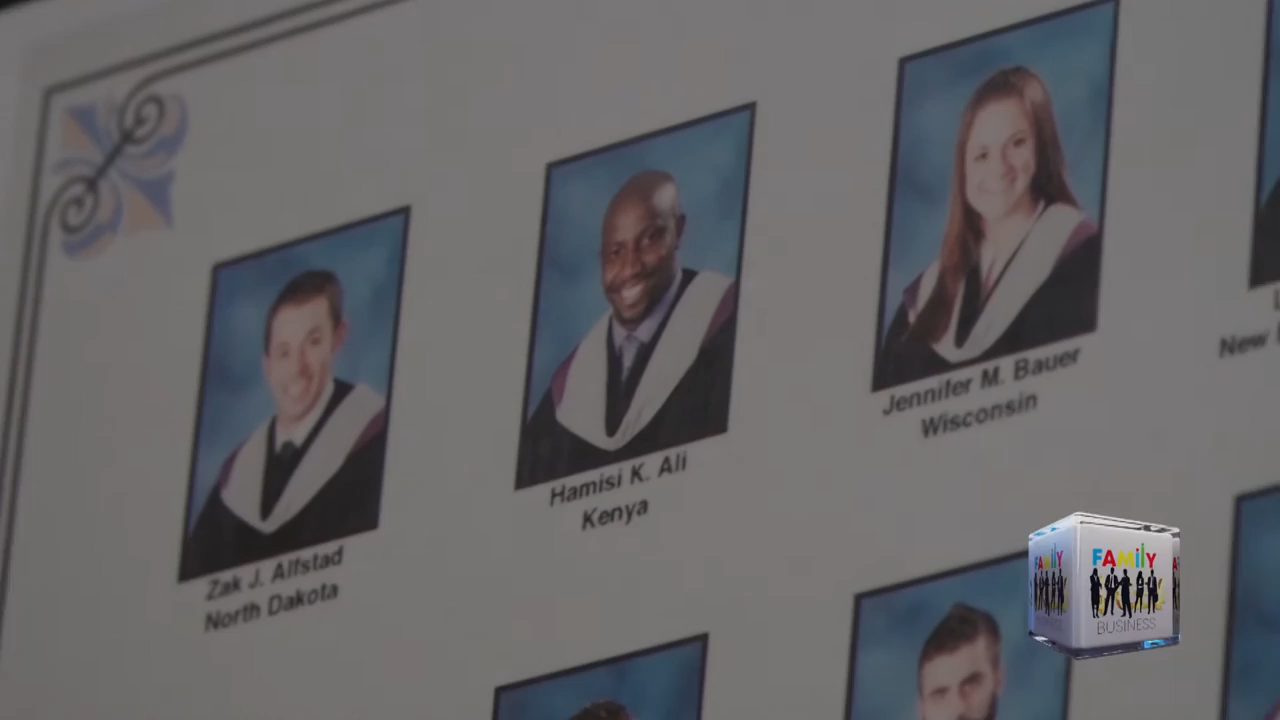 Zak J. Alfstad
North Dakota
Hamisi K. Ali
Kenya
Jennifer M. Bauer
Wisconsin
New
FAMiLY
BUSINESS